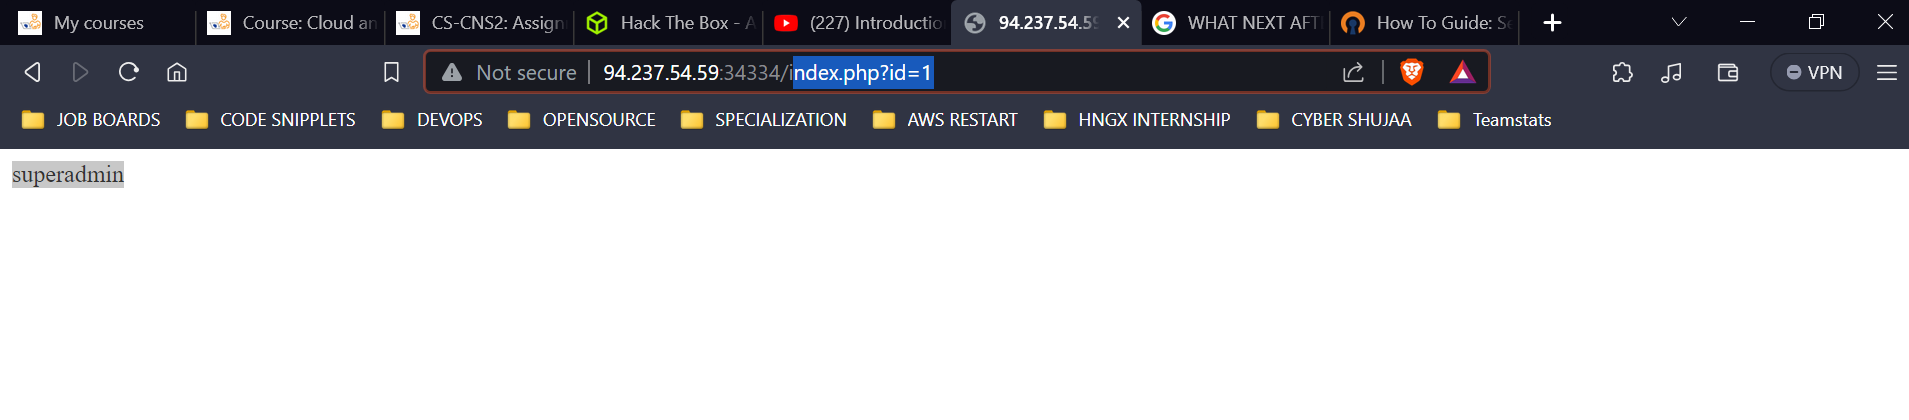 My courses Course: Cloud an CS-CNS2: Assign Hack The Box - A (227) Introductio 94.237.54.59 WHAT NEXT AFT How To Guide: Se
Not secure 94.237.54.59:34334/index.php?id=1 VPN
JOB BOARDS CODE SNIPPLETS DEVOPS OPENSOURCE SPECIALIZATION AWS RESTART HNGX INTERNSHIP CYBER SHUJAA Teamstats
superadmin